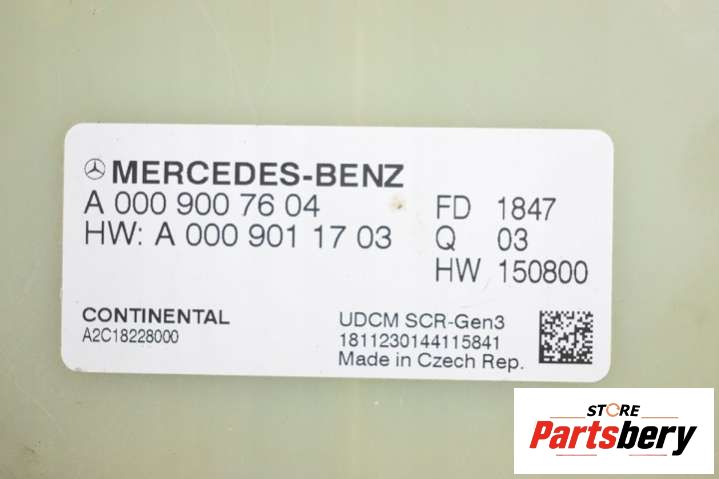 MERCEDES-BENZ
A 000 900 76 04
HW: A 000 901 17 03
FD 1847
Q 03
HW 150800
CONTINENTAL
A2C18228000
UDCM SCR-Gen3
1811230144115841
Made in Czech Rep.
STORE
Partsbery